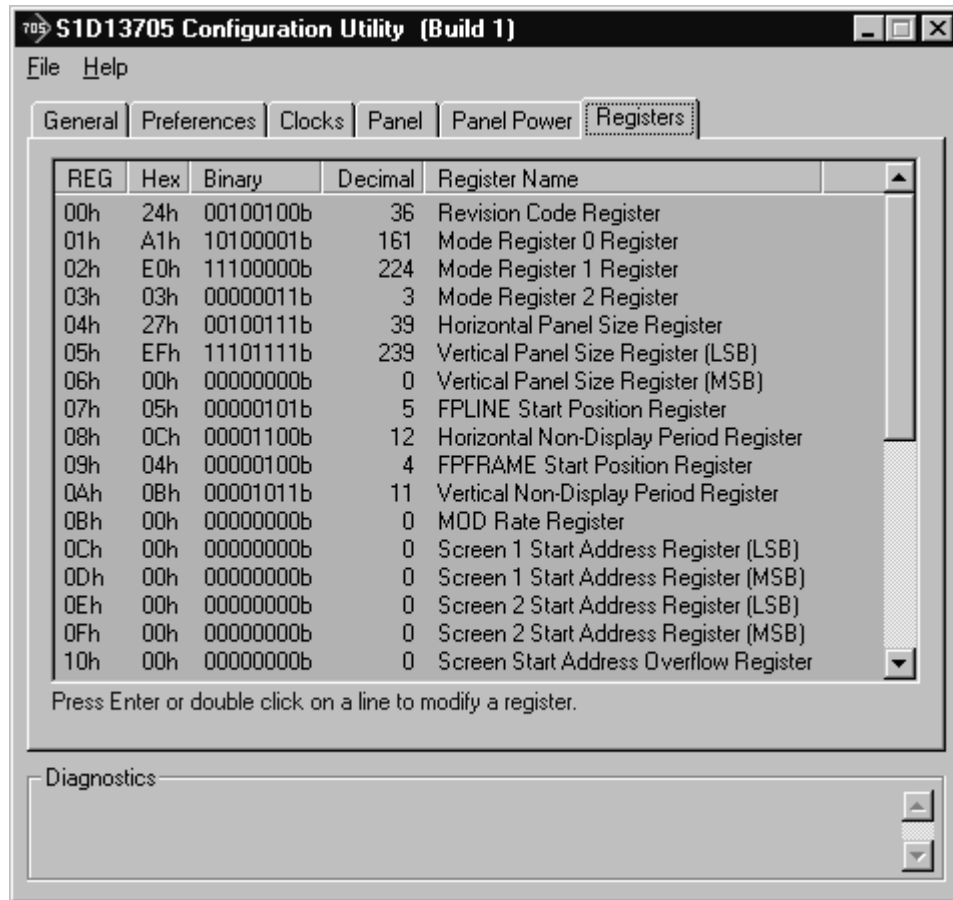 705 S1D13705 Configuration Utility (Build 1)
File Help
General Preferences Clocks Panel Panel Power Registers
REG Hex Binary Decimal Register Name
00h 24h 00100100b 36 Revision Code Register
01h A1h 10100001b 161 Mode Register 0 Register
02h E0h 11100000b 224 Mode Register 1 Register
03h 03h 00000011b 3 Mode Register 2 Register
04h 27h 00100111b 39 Horizontal Panel Size Register
05h EFh 11101111b 239 Vertical Panel Size Register (LSB)
06h 00h 00000000b 0 Vertical Panel Size Register (MSB)
07h 05h 00000101b 5 FPLINE Start Position Register
08h 0Ch 00001100b 12 Horizontal Non-Display Period Register
09h 04h 00000100b 4 FPFRAME Start Position Register
0Ah 0Bh 00001011b 11 Vertical Non-Display Period Register
0Bh 00h 00000000b 0 MOD Rate Register
0Ch 00h 00000000b 0 Screen 1 Start Address Register (LSB)
0Dh 00h 00000000b 0 Screen 1 Start Address Register (MSB)
0Eh 00h 00000000b 0 Screen 2 Start Address Register (LSB)
0Fh 00h 00000000b 0 Screen 2 Start Address Register (MSB)
10h 00h 00000000b 0 Screen Start Address Overflow Register
Press Enter or double click on a line to modify a register.
Diagnostics